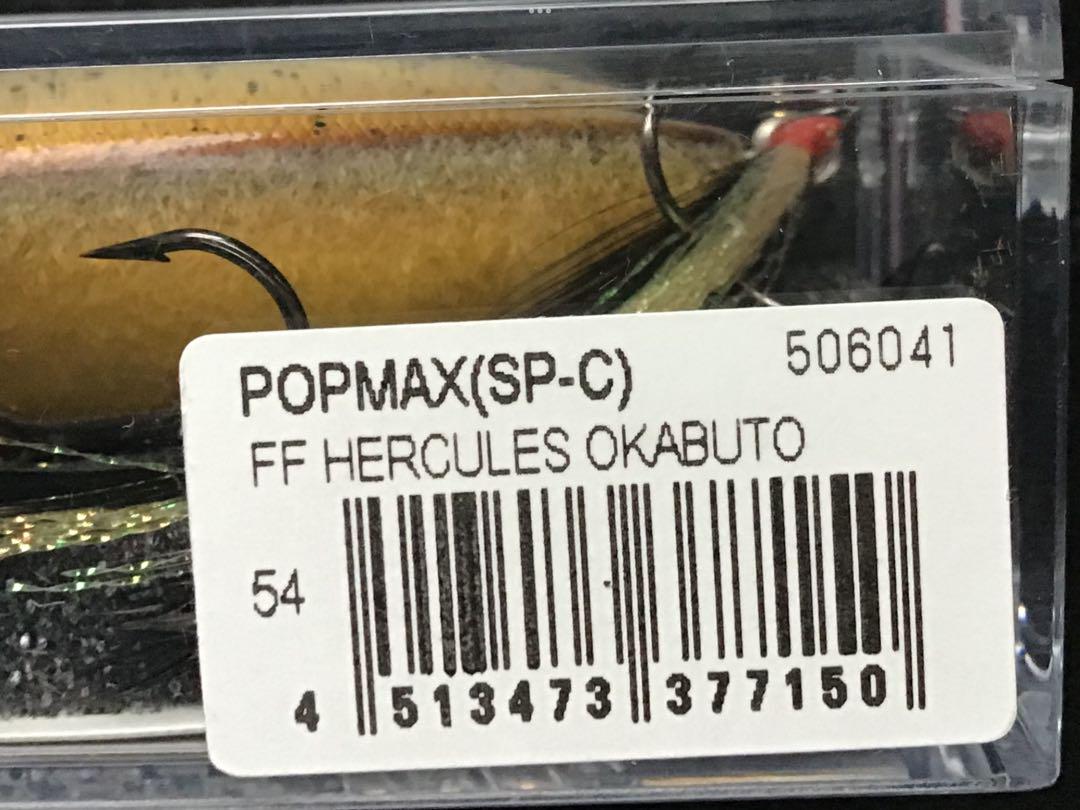 POPMAX(SP-C) 506041
FF HERCULES OKABUTO
54
4 513473 377150